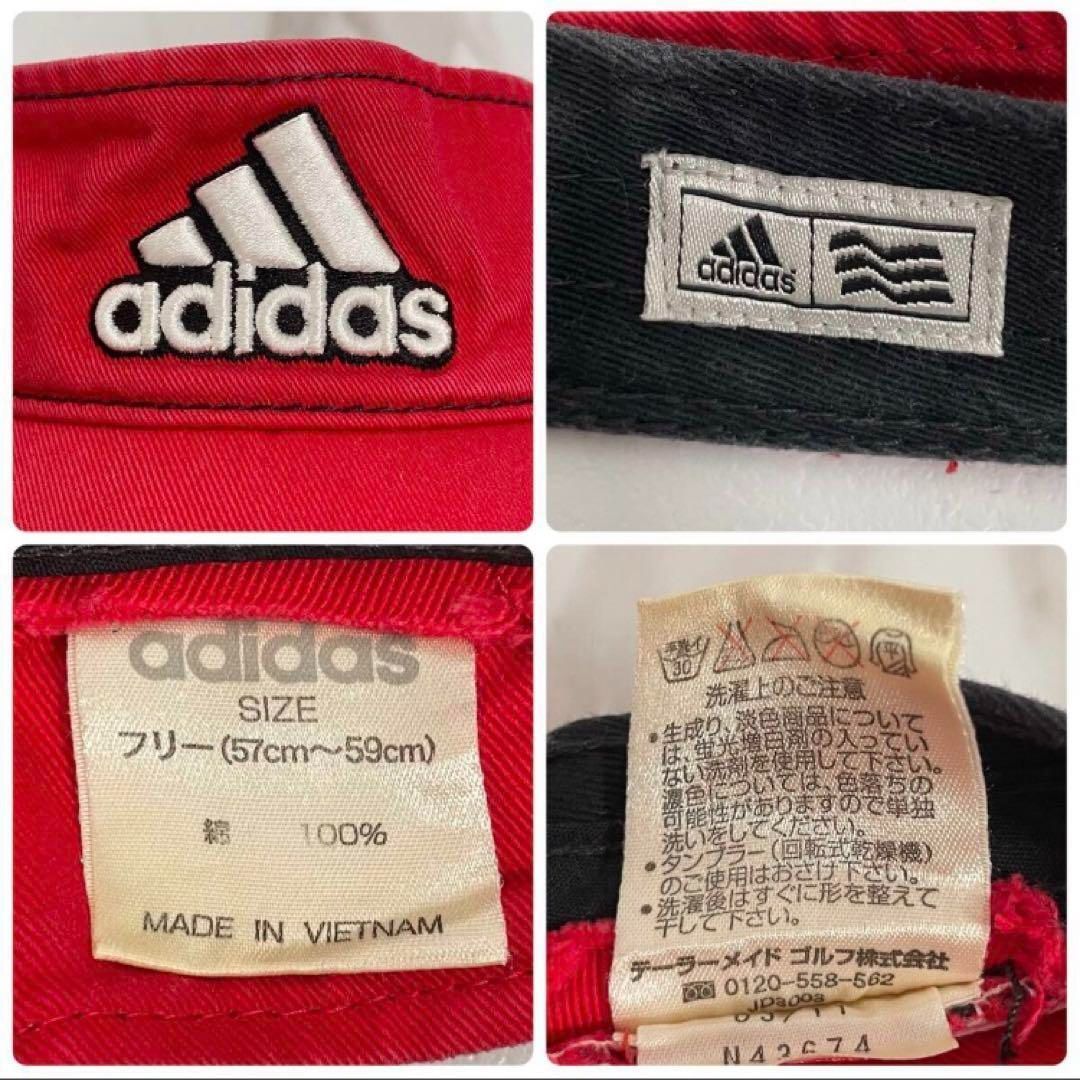 adidas
adidas
adidas
SIZE
フリー(57cm〜59cm)
綿 100%
MADE IN VIETNAM
手洗イ
30
平
洗濯上のご注意
・生成り、淡色商品について
は、蛍光増白剤の入ってい
ない洗剤を使用して下さい。
濃色については、色落ちの
可能性がありますので単独
洗いをしてください。
・タンブラー(回転式乾燥機)
のご使用はおさけ下さい。
・洗濯後はすぐに形を整えて
干して下さい。
テーラーメイド ゴルフ株式会社
0120-558-562
JP3003
N43674